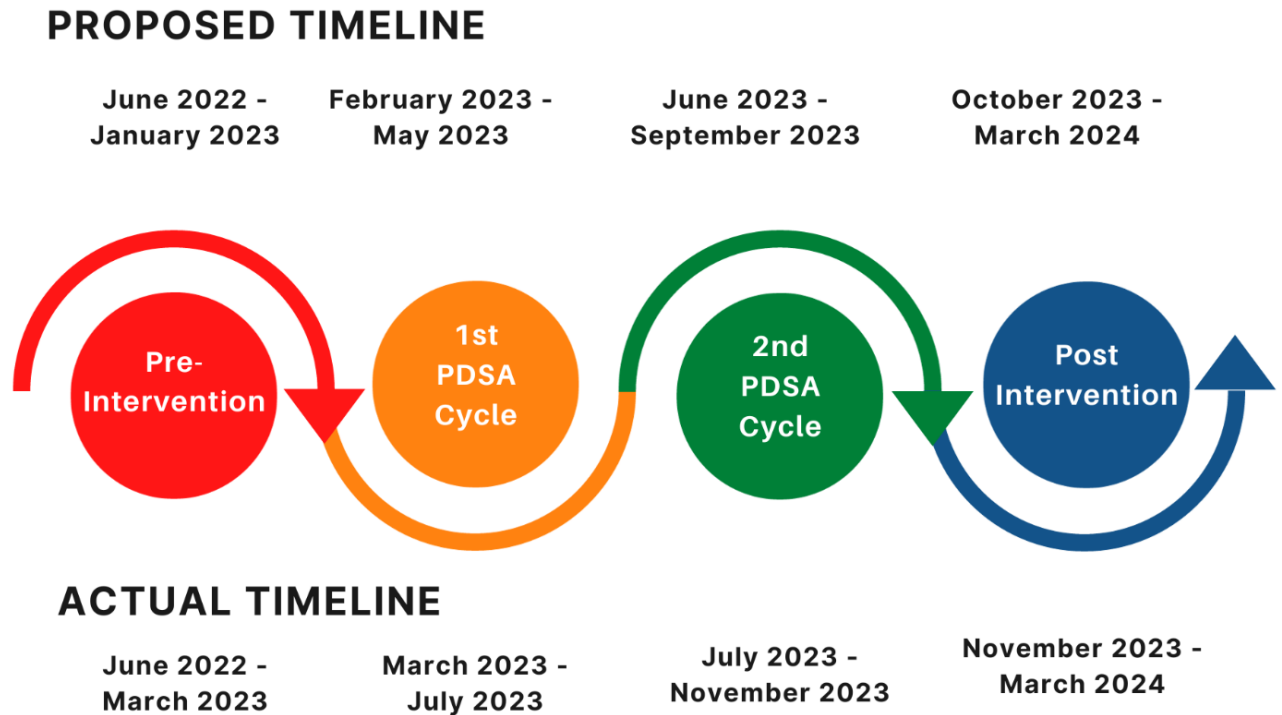 PROPOSED TIMELINE
June 2022 -
January 2023
February 2023 -
May 2023
June 2023 -
September 2023
October 2023 -
March 2024
Pre-
Intervention
1st
PDSA
Cycle
2nd
PDSA
Cycle
Post
Intervention
ACTUAL TIMELINE
June 2022 -
March 2023
March 2023 -
July 2023
July 2023 -
November 2023
November 2023 -
March 2024